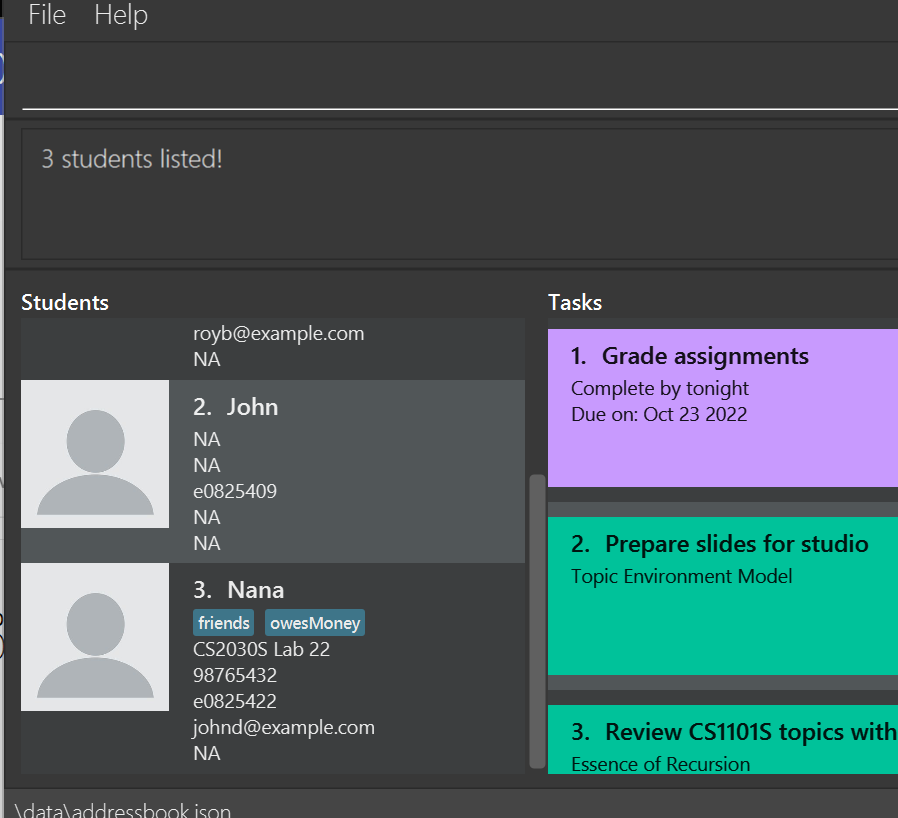 File Help
3 students listed!
Students
royb@example.com
NA
2. John
NA
NA
e0825409
NA
NA
3. Nana
friends owesMoney
CS2030S Lab 22
98765432
e0825422
johnd@example.com
NA
Tasks
1. Grade assignments
Complete by tonight
Due on: Oct 23 2022
2. Prepare slides for studio
Topic Environment Model
3. Review CS1101S topics with
Essence of Recursion
\data\addressbook.json